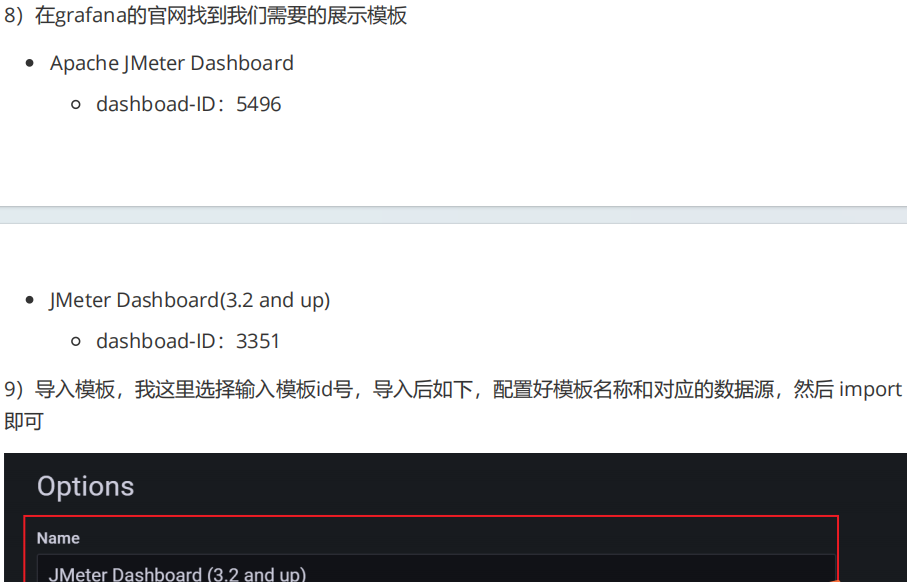 8）在grafana的官网找到我们需要的展示模板
Apache JMeter Dashboard
dashboad-ID：5496
JMeter Dashboard(3.2 and up)
dashboad-ID：3351
9）导入模板，我这里选择输入模板id号，导入后如下，配置好模板名称和对应的数据源，然后 import
即可
Options
Name
JMeter Dashboard (3.2 and up)